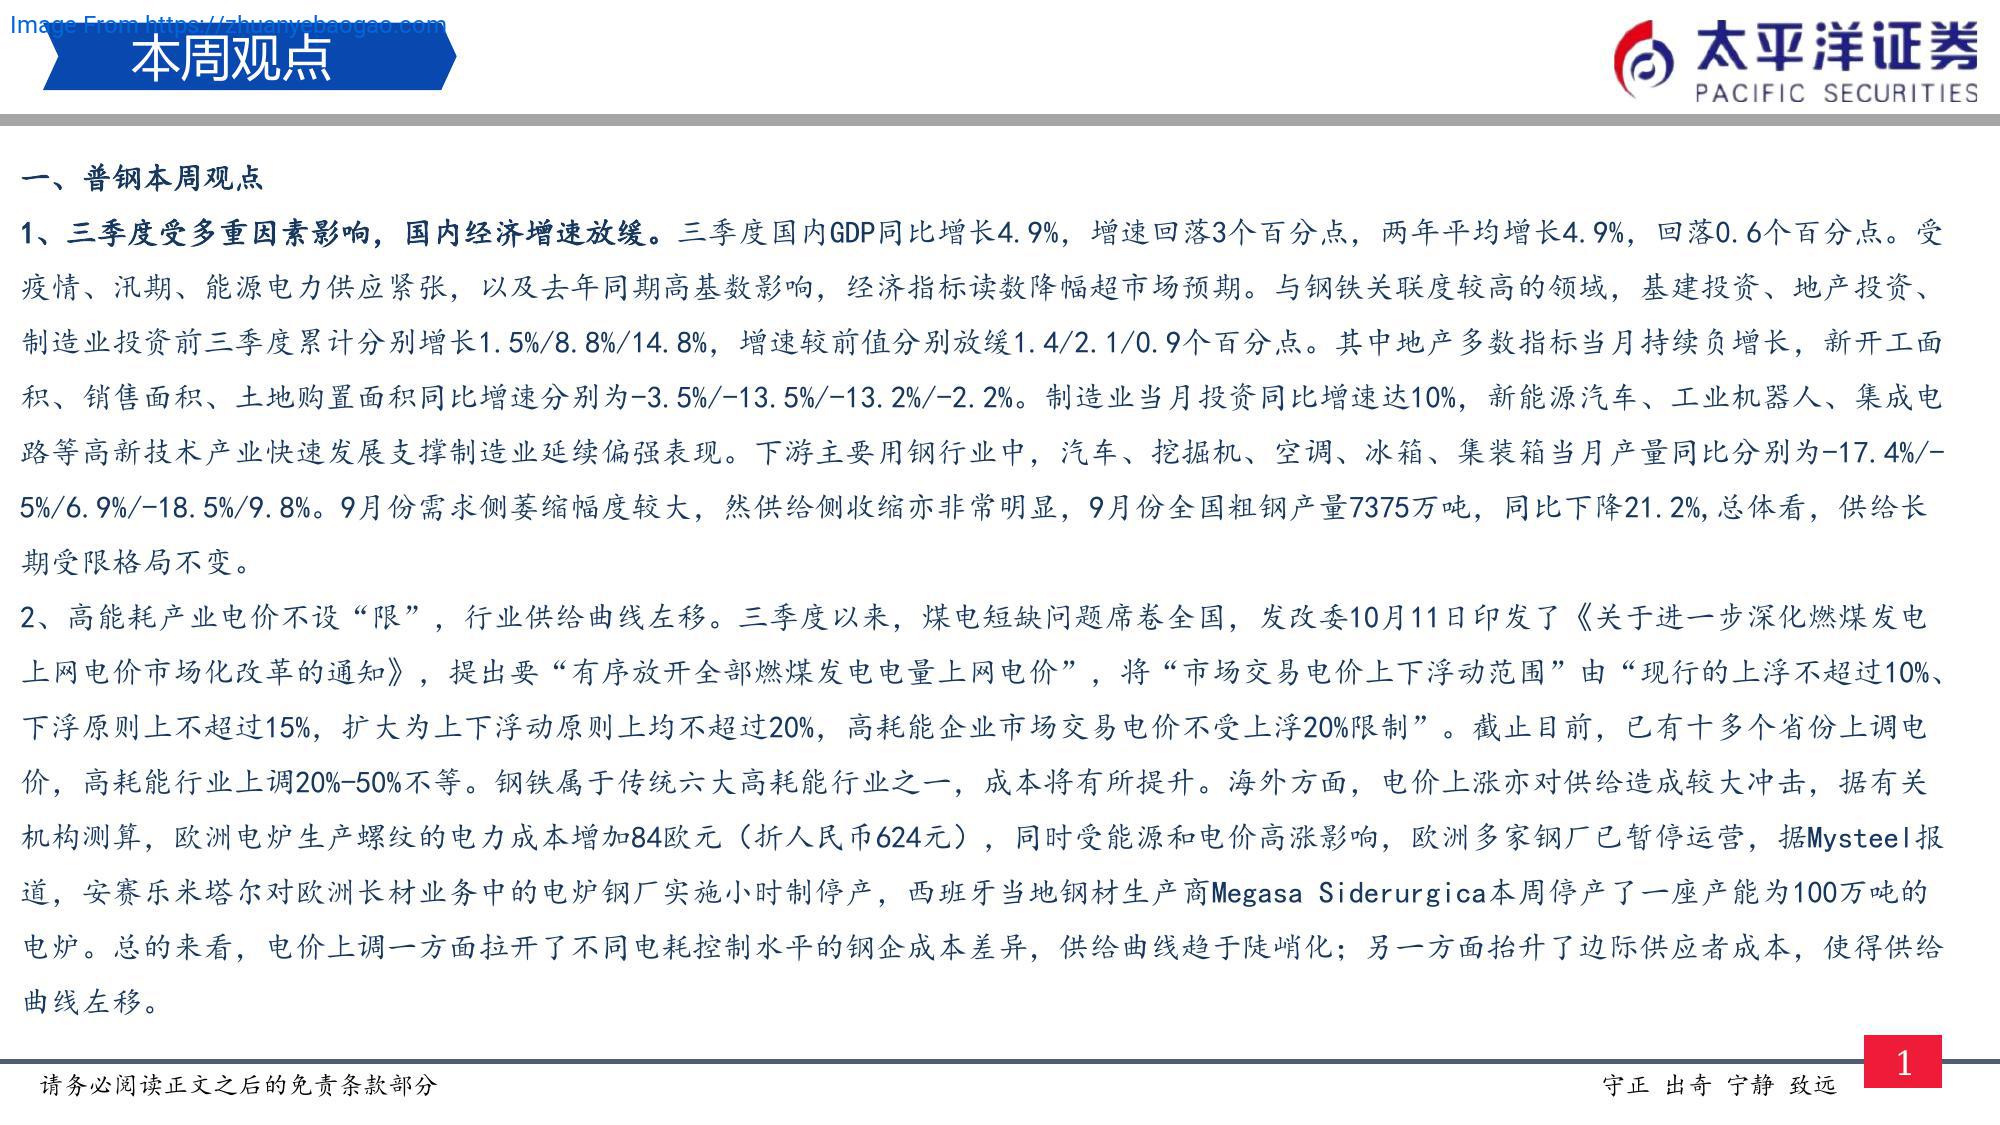 Image From https://zhuanyebaogao.com
本周观点
太平洋证券
PACIFIC SECURITIES
一、普钢本周观点
1、三季度受多重因素影响，国内经济增速放缓。三季度国内GDP同比增长4.9%，增速回落3个百分点，两年平均增长4.9%，回落0.6个百分点。受
疫情、汛期、能源电力供应紧张，以及去年同期高基数影响，经济指标读数降幅超市场预期。与钢铁关联度较高的领域，基建投资、地产投资、
制造业投资前三季度累计分别增长1.5%/8.8%/14.8%，增速较前值分别放缓1.4/2.1/0.9个百分点。其中地产多数指标当月持续负增长，新开工面
积、销售面积、土地购置面积同比增速分别为-3.5%/-13.5%/-13.2%/-2.2%。制造业当月投资同比增速达10%，新能源汽车、工业机器人、集成电
路等高新技术产业快速发展支撑制造业延续偏强表现。下游主要用钢行业中，汽车、挖掘机、空调、冰箱、集装箱当月产量同比分别为-17.4%/-
5%/6.9%/-18.5%/9.8%。9月份需求侧萎缩幅度较大，然供给侧收缩亦非常明显，9月份全国粗钢产量7375万吨，同比下降21.2%,总体看，供给长
期受限格局不变。
2、高能耗产业电价不设“限”，行业供给曲线左移。三季度以来，煤电短缺问题席卷全国，发改委10月11日印发了《关于进一步深化燃煤发电
上网电价市场化改革的通知》，提出要“有序放开全部燃煤发电电量上网电价”，将“市场交易电价上下浮动范围”由“现行的上浮不超过10%、
下浮原则上不超过15%，扩大为上下浮动原则上均不超过20%，高耗能企业市场交易电价不受上浮20%限制”。截止目前，已有十多个省份上调电
价，高耗能行业上调20%-50%不等。钢铁属于传统六大高耗能行业之一，成本将有所提升。海外方面，电价上涨亦对供给造成较大冲击，据有关
机构测算，欧洲电炉生产螺纹的电力成本增加84欧元（折人民币624元），同时受能源和电价高涨影响，欧洲多家钢厂已暂停运营，据Mysteel报
道，安赛乐米塔尔对欧洲长材业务中的电炉钢厂实施小时制停产，西班牙当地钢材生产商Megasa Siderurgica本周停产了一座产能为100万吨的
电炉。总的来看，电价上调一方面拉开了不同电耗控制水平的钢企成本差异，供给曲线趋于陡峭化；另一方面抬升了边际供应者成本，使得供给
曲线左移。
请务必阅读正文之后的免责条款部分
守正 出奇 宁静 致远
1